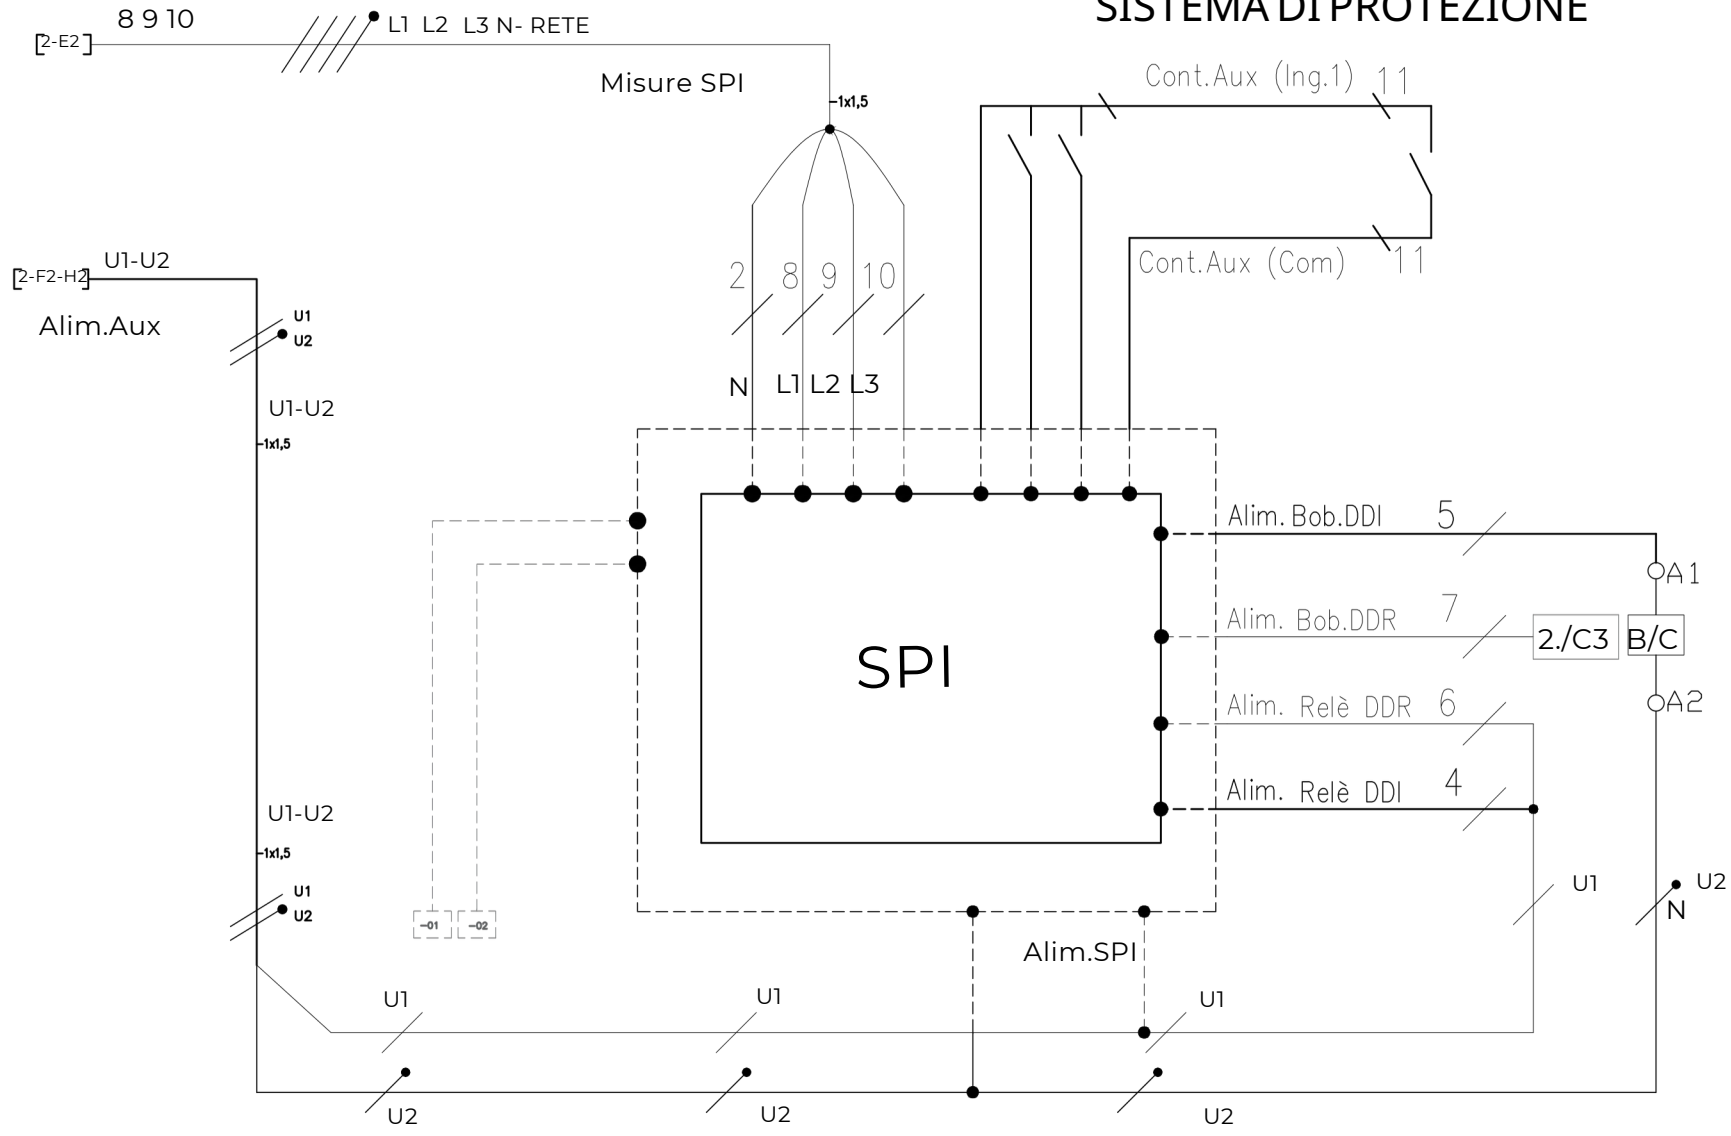 SISTEMA DI PROTEZIONE
8 9 10
2-E2
L1 L2 L3 N- RETE
Misure SPI
-1x1,5
Cont.Aux (Ing.1) 11
Cont.Aux (Com) 11
U1-U2
2-F2-H2
Alim.Aux
U1
U2
2 8 9 10
N L1 L2 L3
U1-U2
-1x1,5
Alim. Bob.DDI 5
A1
Alim. Bob.DDR 7
2./C3 B/C
SPI
Alim. Relè DDR 6
A2
Alim. Relè DDI 4
U1-U2
-1x1,5
U1
U2
-01 -02
U1
U2
N
Alim.SPI
U1 U1 U1
U2 U2 U2